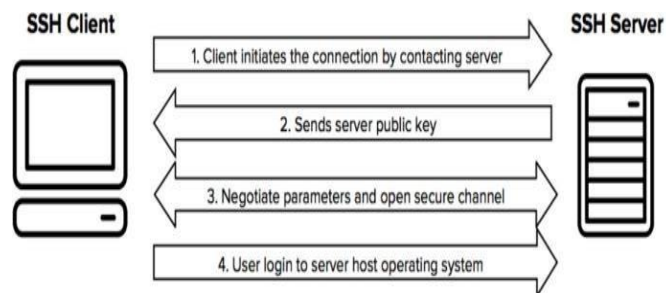 SSH Client
SSH Server
1. Client initiates the connection by contacting server
2. Sends server public key
3. Negotiate parameters and open secure channel
4. User login to server host operating system